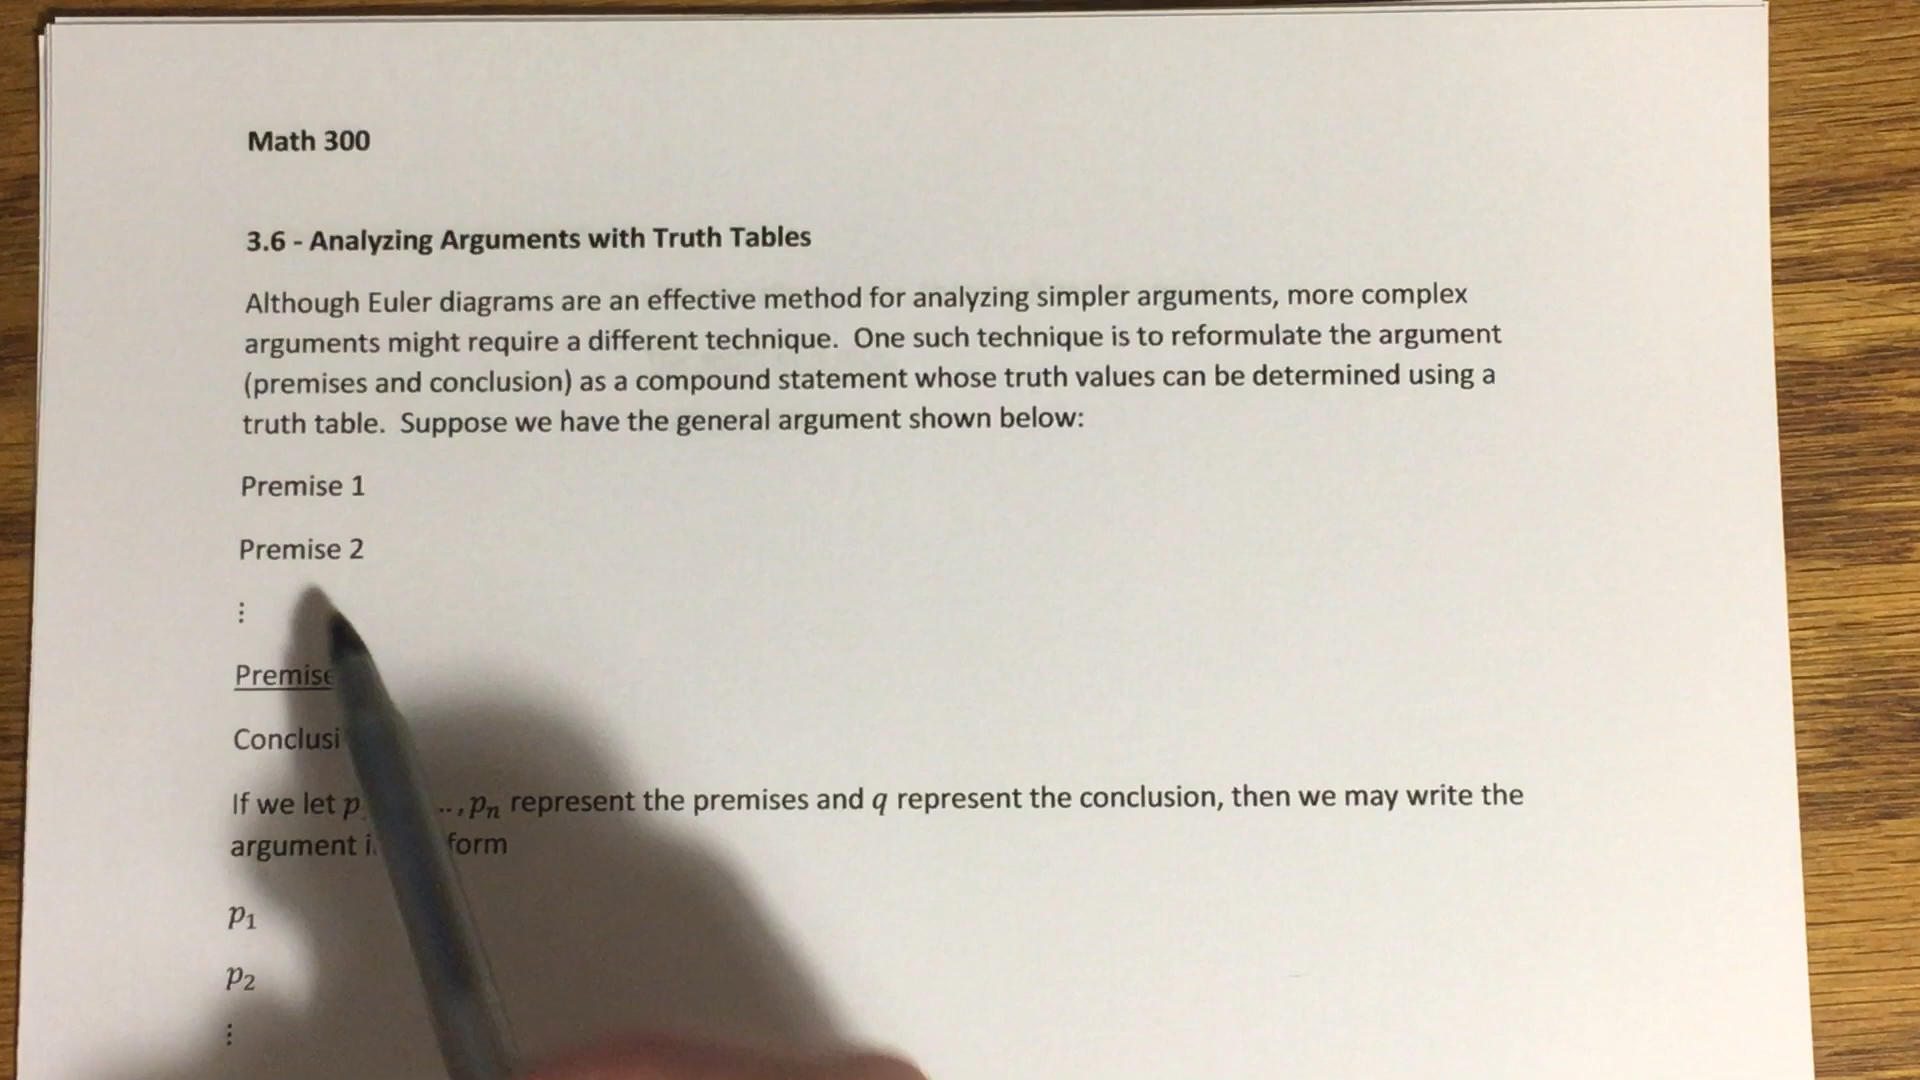 Math 300
3.6 - Analyzing Arguments with Truth Tables
Although Euler diagrams are an effective method for analyzing simpler arguments, more complex
arguments might require a different technique. One such technique is to reformulate the argument
(premises and conclusion) as a compound statement whose truth values can be determined using a
truth table. Suppose we have the general argument shown below:
Premise 1
Premise 2
⋮
Premise
Conclusi
If we let p .., pₙ represent the premises and q represent the conclusion, then we may write the
argument i form
p₁
p₂
⋮